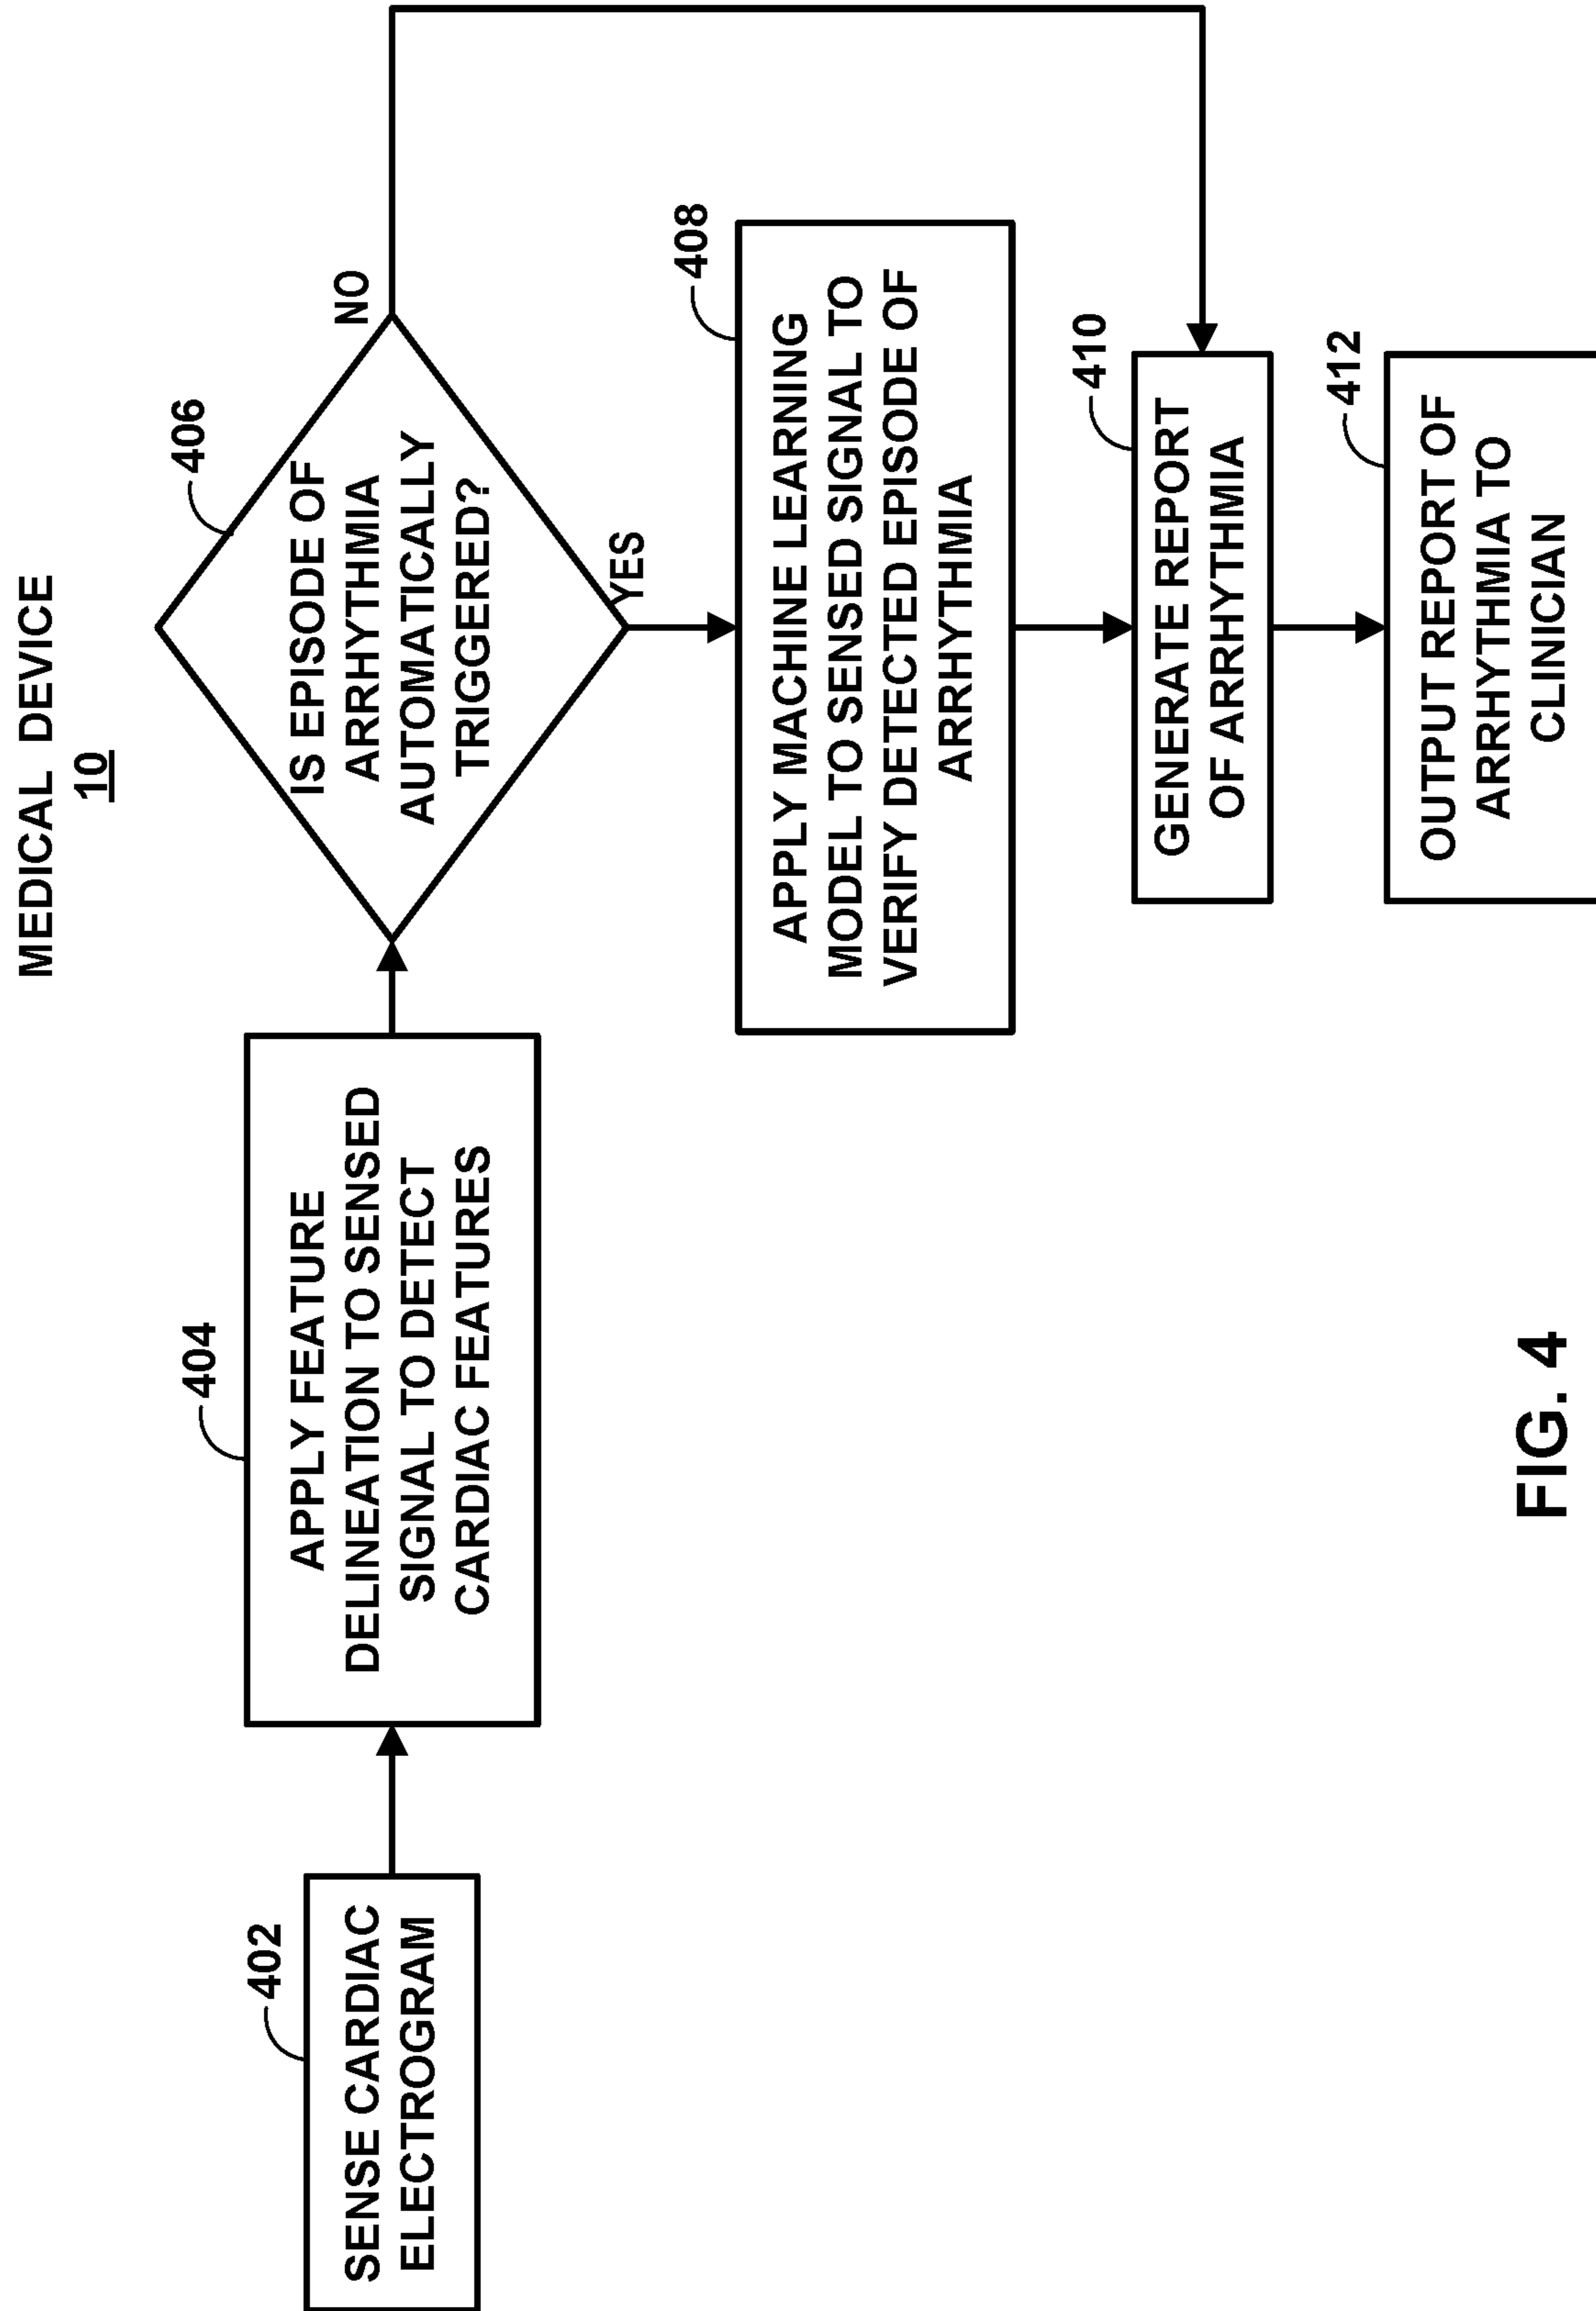 MEDICAL DEVICE
10
402
SENSE CARDIAC
ELECTROGRAM
404
APPLY FEATURE
DELINEATION TO SENSED
SIGNAL TO DETECT
CARDIAC FEATURES
406
IS EPISODE OF
ARRHYTHMIA
AUTOMATICALLY
TRIGGERED?
NO
YES
408
APPLY MACHINE LEARNING
MODEL TO SENSED SIGNAL TO
VERIFY DETECTED EPISODE OF
ARRHYTHMIA
410
GENERATE REPORT
OF ARRHYTHMIA
412
OUTPUT REPORT OF
ARRHYTHMIA TO
CLINICIAN
FIG. 4